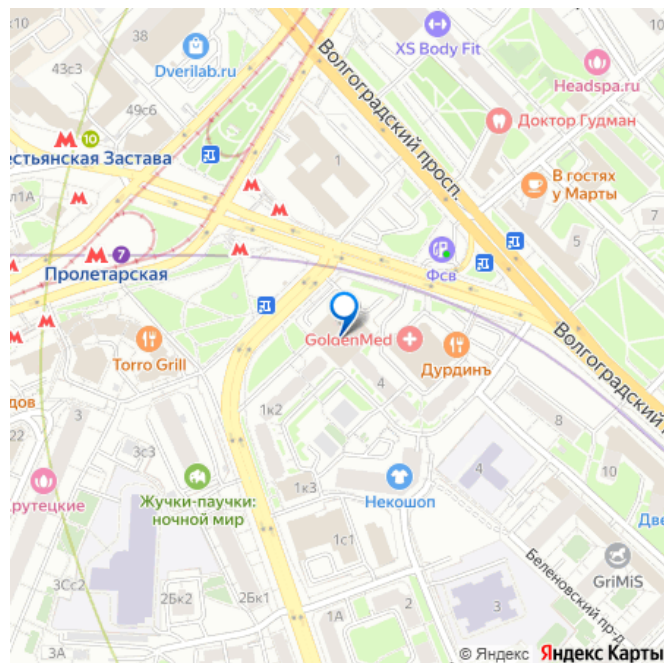 10
38
43с3
Dverilab.ru
49с6
10
естьянская Застава
л1А
7
Пролетарская
1
Волгоградский просп.
XS Body Fit
Headspa.ru
Доктор Гудман
В гостях
у Марты
5
7
Фсв
GoldenMed
Дурдинъ
Torro Grill
Волгоградский п
дов
3
22
3с3
1к2
4
8
10
рутецкие
Жучки-паучки:
ночной мир
1к3
Некошоп
4
Две
1с1
Беленовский пр-д
GriMiS
3Сс2
2Бк2
2Бк1
3
3А
© Яндекс Яндекс Карты